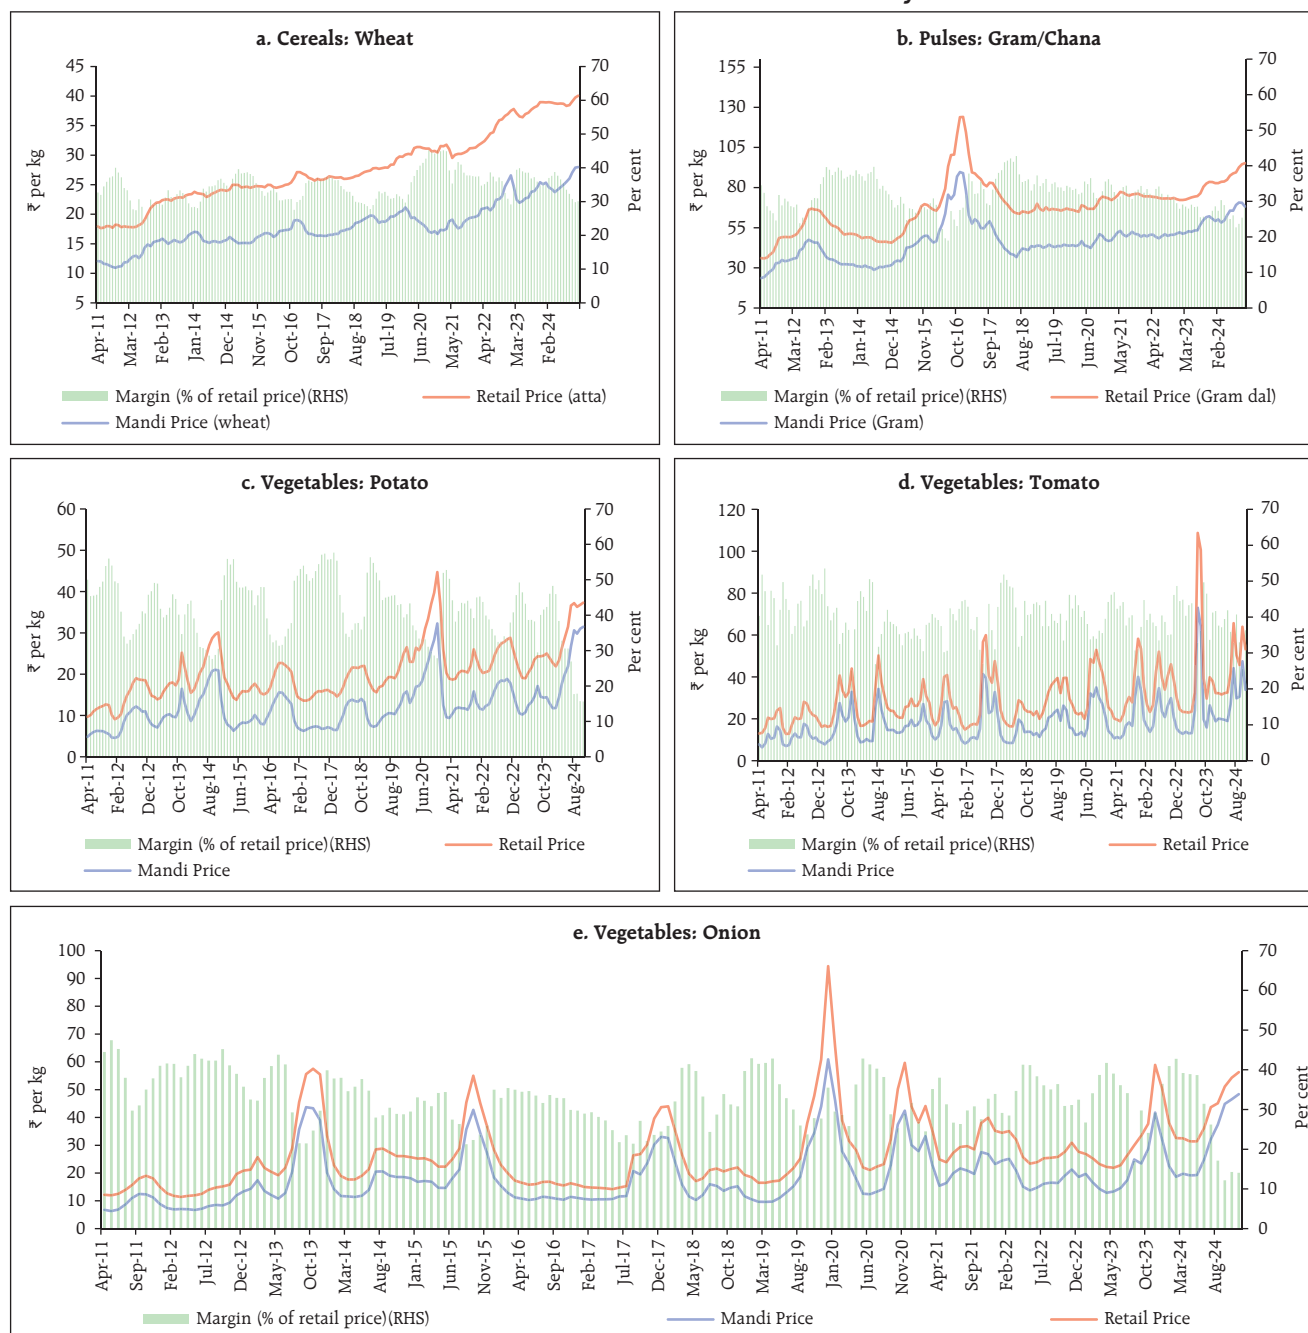 a. Cereals: Wheat
45
40
35
30
25
20
15
10
5
₹ per kg
70
60
50
40
30
20
10
0
Per cent
Apr-11
Mar-12
Feb-13
Jan-14
Dec-14
Nov-15
Oct-16
Sep-17
Aug-18
Jul-19
Jun-20
May-21
Apr-22
Mar-23
Feb-24
Margin (% of retail price)(RHS)
Retail Price (atta)
Mandi Price (wheat)
b. Pulses: Gram/Chana
155
130
105
80
55
30
5
₹ per kg
70
60
50
40
30
20
10
0
Per cent
Apr-11
Mar-12
Feb-13
Jan-14
Dec-14
Nov-15
Oct-16
Sep-17
Aug-18
Jul-19
Jun-20
May-21
Apr-22
Mar-23
Feb-24
Margin (% of retail price)(RHS)
Retail Price (Gram dal)
Mandi Price (Gram)
c. Vegetables: Potato
60
50
40
30
20
10
0
₹ per kg
70
60
50
40
30
20
10
0
Per cent
Apr-11
Feb-12
Dec-12
Oct-13
Aug-14
Jun-15
Apr-16
Feb-17
Dec-17
Oct-18
Aug-19
Jun-20
Apr-21
Feb-22
Dec-22
Oct-23
Aug-24
Margin (% of retail price)(RHS)
Retail Price
Mandi Price
d. Vegetables: Tomato
120
100
80
60
40
20
0
₹ per kg
70
60
50
40
30
20
10
0
Per cent
Apr-11
Feb-12
Dec-12
Oct-13
Aug-14
Jun-15
Apr-16
Feb-17
Dec-17
Oct-18
Aug-19
Jun-20
Apr-21
Feb-22
Dec-22
Oct-23
Aug-24
Margin (% of retail price)(RHS)
Retail Price
Mandi Price
e. Vegetables: Onion
100
90
80
70
60
50
40
30
20
10
0
₹ per kg
70
60
50
40
30
20
10
0
Per cent
Apr-11
Sep-11
Feb-12
Jul-12
Dec-12
May-13
Oct-13
Mar-14
Aug-14
Jan-15
Jun-15
Nov-15
Apr-16
Sep-16
Feb-17
Jul-17
Dec-17
May-18
Oct-18
Mar-19
Aug-19
Jan-20
Jun-20
Nov-20
Apr-21
Sep-21
Feb-22
Jul-22
Dec-22
May-23
Oct-23
Mar-24
Aug-24
Margin (% of retail price)(RHS)
Mandi Price
Retail Price